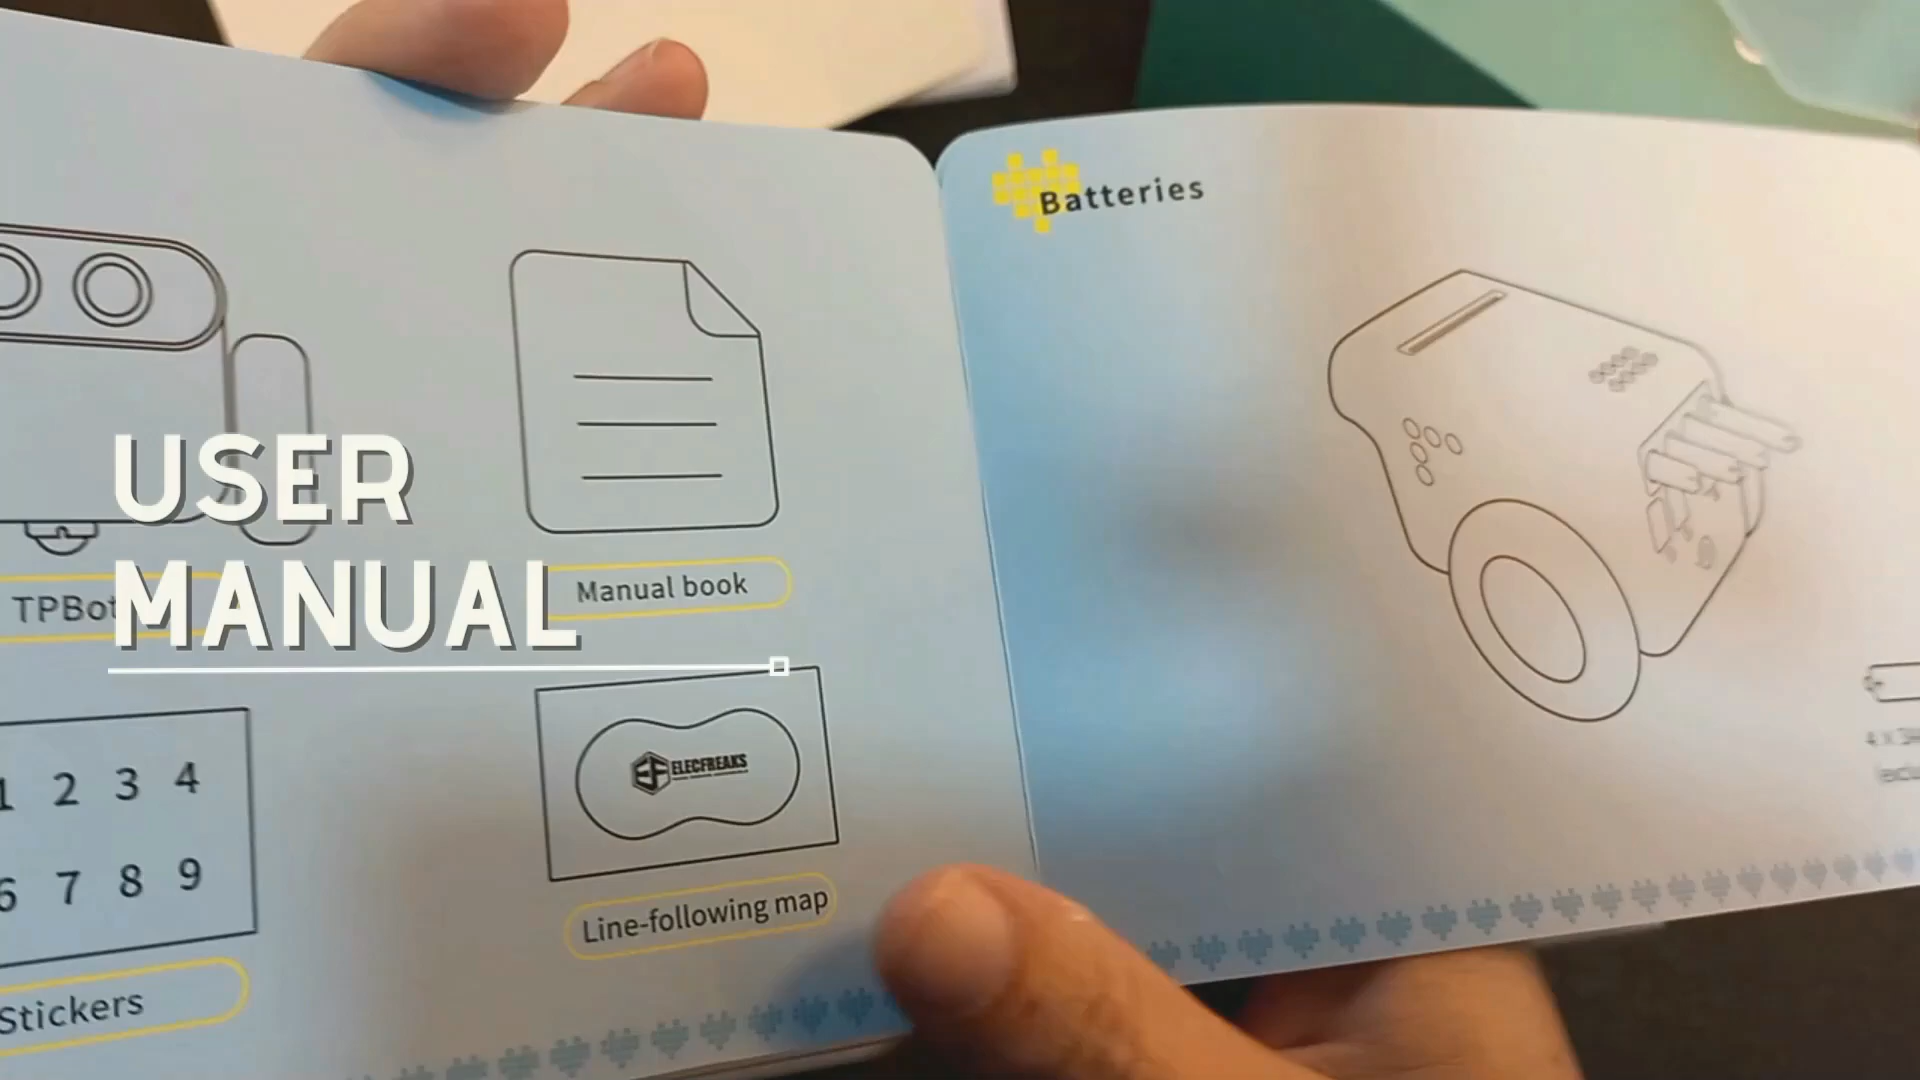 Batteries
USER
MANUAL
TPBot
Manual book
ELECFREAKS
1 2 3 4
6 7 8 9
Stickers
Line-following map